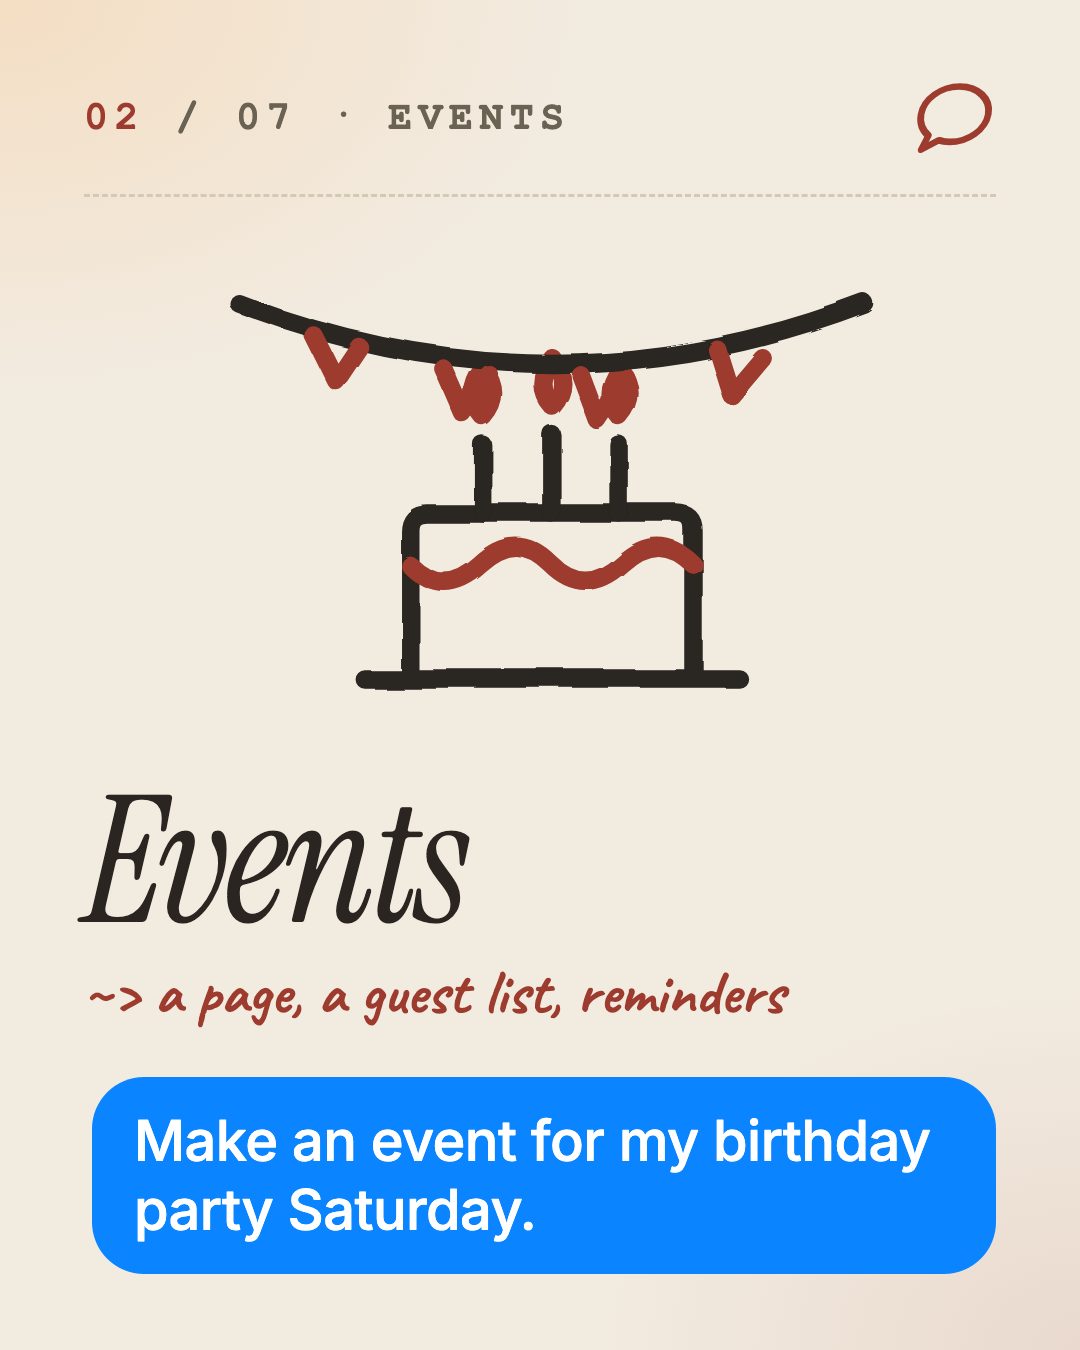 02 / 07 · EVENTS
Events
~> a page, a guest list, reminders
Make an event for my birthday
party Saturday.